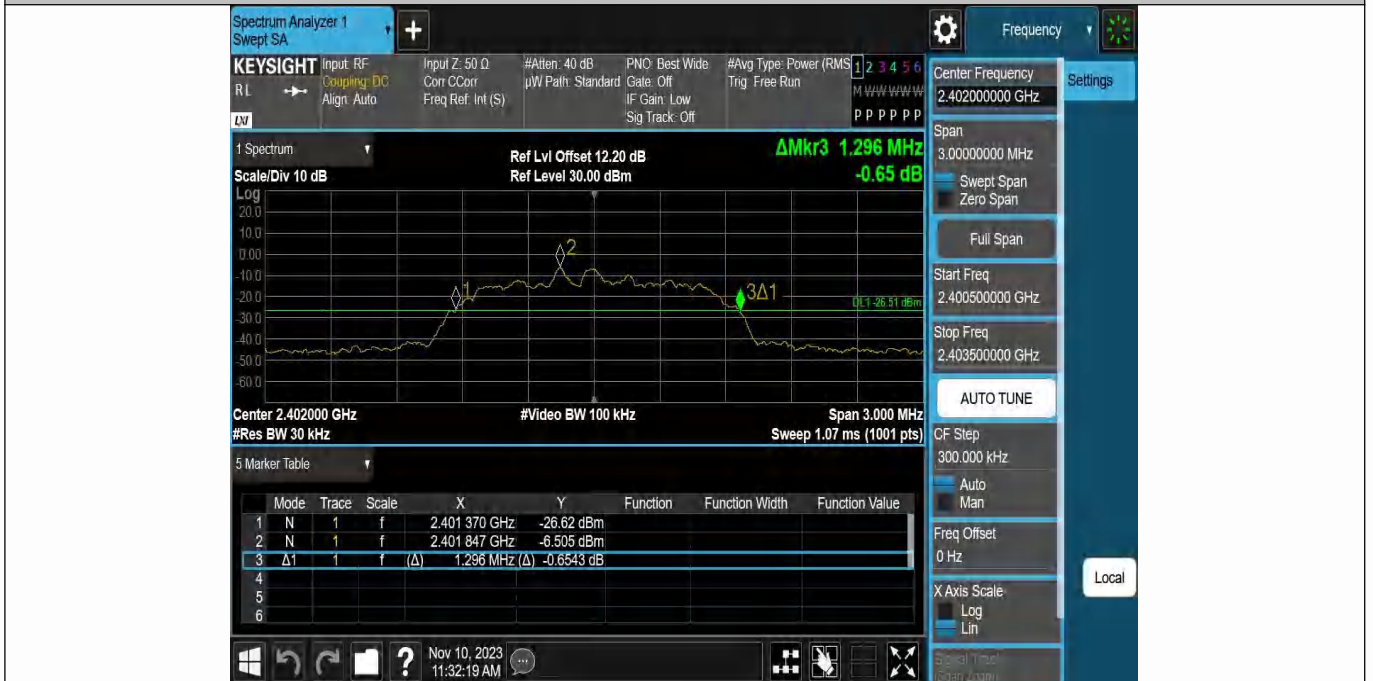 Spectrum Analyzer 1
Swept SA
+
Frequency
KEYSIGHT
RL
LXI
Input: RF
Coupling: DC
Align: Auto
Input Z: 50 Ω
Corr CCorr
Freq Ref: Int (S)
#Atten: 40 dB
µW Path: Standard
PNO: Best Wide
Gate: Off
IF Gain: Low
Sig Track: Off
#Avg Type: Power (RMS
Trig: Free Run
1 2 3 4 5 6
M W W W W W
P P P P P P
1 Spectrum
Scale/Div 10 dB
Ref Lvl Offset 12.20 dB
Ref Level 30.00 dBm
ΔMkr3 1.296 MHz
-0.65 dB
Log
20.0
10.0
0.00
-10.0
-20.0
-30.0
-40.0
-50.0
-60.0
1
2
3Δ1
DL1 -26.51 dBm
Center 2.402000 GHz
#Video BW 100 kHz
Span 3.000 MHz
#Res BW 30 kHz
Sweep 1.07 ms (1001 pts)
5 Marker Table
Mode Trace Scale X Y Function Function Width Function Value
1 N 1 f 2.401 370 GHz -26.62 dBm
2 N 1 f 2.401 847 GHz -6.505 dBm
3 Δ1 1 f (Δ) 1.296 MHz (Δ) -0.6543 dB
4
5
6
?
Nov 10, 2023
11:32:19 AM
Center Frequency
2.402000000 GHz
Settings
Span
3.00000000 MHz
Swept Span
Zero Span
Full Span
Start Freq
2.400500000 GHz
Stop Freq
2.403500000 GHz
AUTO TUNE
CF Step
300.000 kHz
Auto
Man
Freq Offset
0 Hz
X Axis Scale
Log
Lin
Local
Signal Track
(Span Zoom)